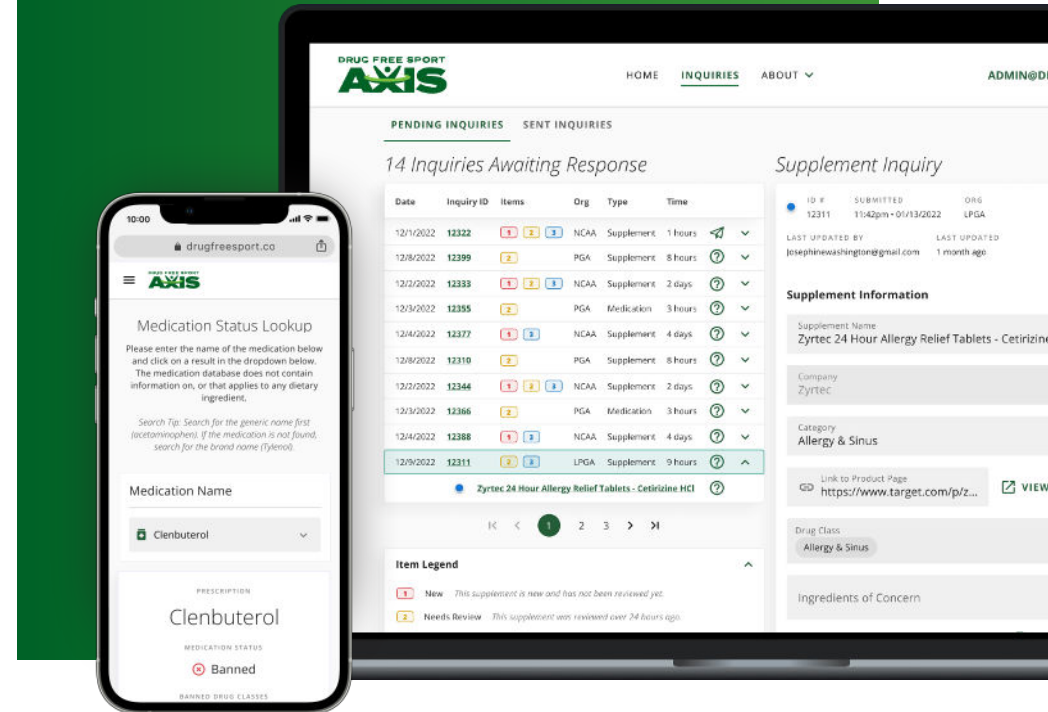 DRUG FREE SPORT
AXIS
HOME INQUIRIES ABOUT
PENDING INQUIRIES SENT INQUIRIES
14 Inquiries Awaiting Response
Date Inquiry ID Items Org Type Time
12/1/2022 12322 1 2 3 NCAA Supplement 1 hours
12/8/2022 12399 2 PGA Supplement 8 hours
12/2/2022 12333 1 2 3 NCAA Supplement 2 days
12/3/2022 12355 2 PGA Medication 3 hours
12/4/2022 12377 1 3 NCAA Supplement 4 days
12/8/2022 12310 2 PGA Supplement 8 hours
12/2/2022 12344 1 2 3 NCAA Supplement 2 days
12/3/2022 12366 2 PGA Medication 3 hours
12/4/2022 12388 1 3 NCAA Supplement 4 days
12/9/2022 12311 2 3 LPGA Supplement 9 hours
Zyrtec 24 Hour Allergy Relief Tablets - Cetirizine HCl
1 2 3
Item Legend
1 New This supplement is new and has not been reviewed yet.
2 Needs Review This supplement was reviewed over 24 hours ago.
Supplement Inquiry
ID # SUBMITTED ORG
12311 11:42pm • 01/13/2022 LPGA
LAST UPDATED BY LAST UPDATED
josephinewashington@gmail.com 1 month ago
Supplement Information
Supplement Name
Zyrtec 24 Hour Allergy Relief Tablets - Cetirizine
Company
Zyrtec
Category
Allergy & Sinus
Link to Product Page
https://www.target.com/p/z... VIEW
Drug Class
Allergy & Sinus
Ingredients of Concern
10:00
drugfreesport.co
DRUG FREE SPORT
AXIS
Medication Status Lookup
Please enter the name of the medication below
and click on a result in the dropdown below.
The medication database does not contain
information on, or that applies to any dietary
ingredient.
Search Tip: Search for the generic name first
(acetaminophen). If the medication is not found,
search for the brand name (Tylenol).
Medication Name
Clenbuterol
PRESCRIPTION
Clenbuterol
MEDICATION STATUS
Banned
BANNED DRUG CLASSES